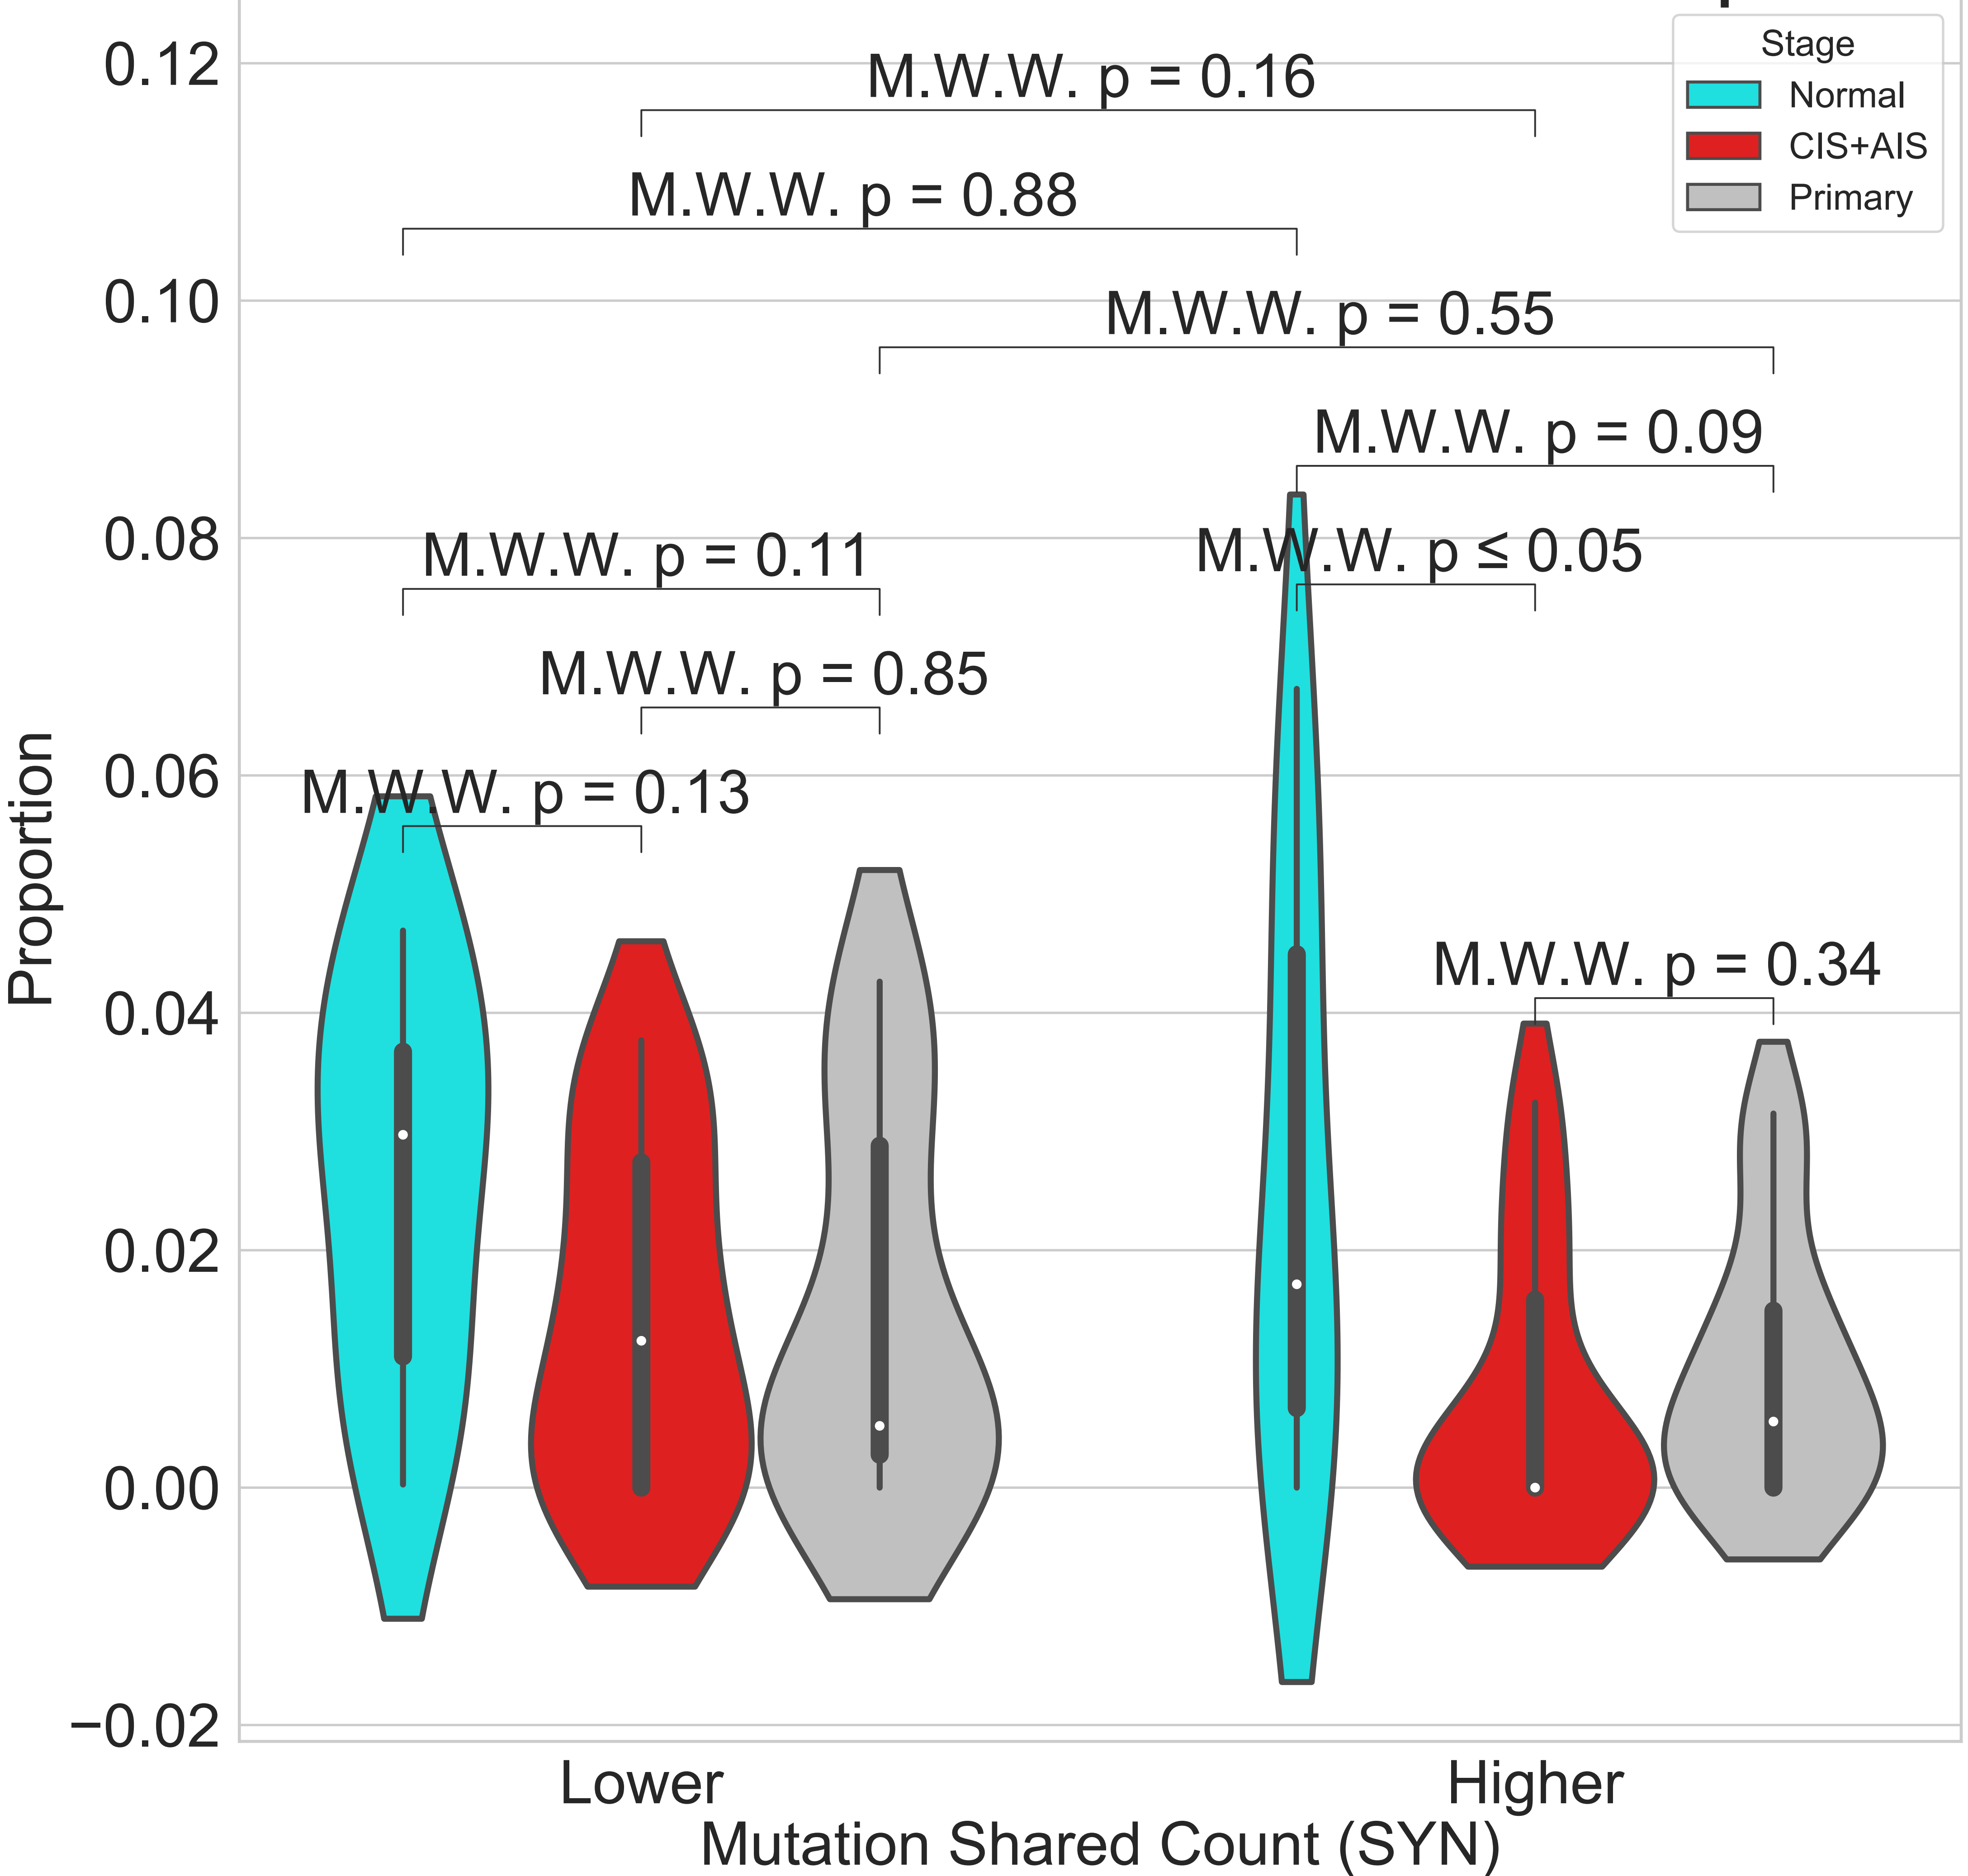 Stage
Normal
CIS+AIS
Primary
0.12
0.10
0.08
0.06
0.04
0.02
0.00
−0.02
Proportion
M.W.W. p = 0.16
M.W.W. p = 0.88
M.W.W. p = 0.55
M.W.W. p = 0.09
M.W.W. p ≤ 0.05
M.W.W. p = 0.11
M.W.W. p = 0.85
M.W.W. p = 0.13
M.W.W. p = 0.34
Lower
Higher
Mutation Shared Count (SYN)